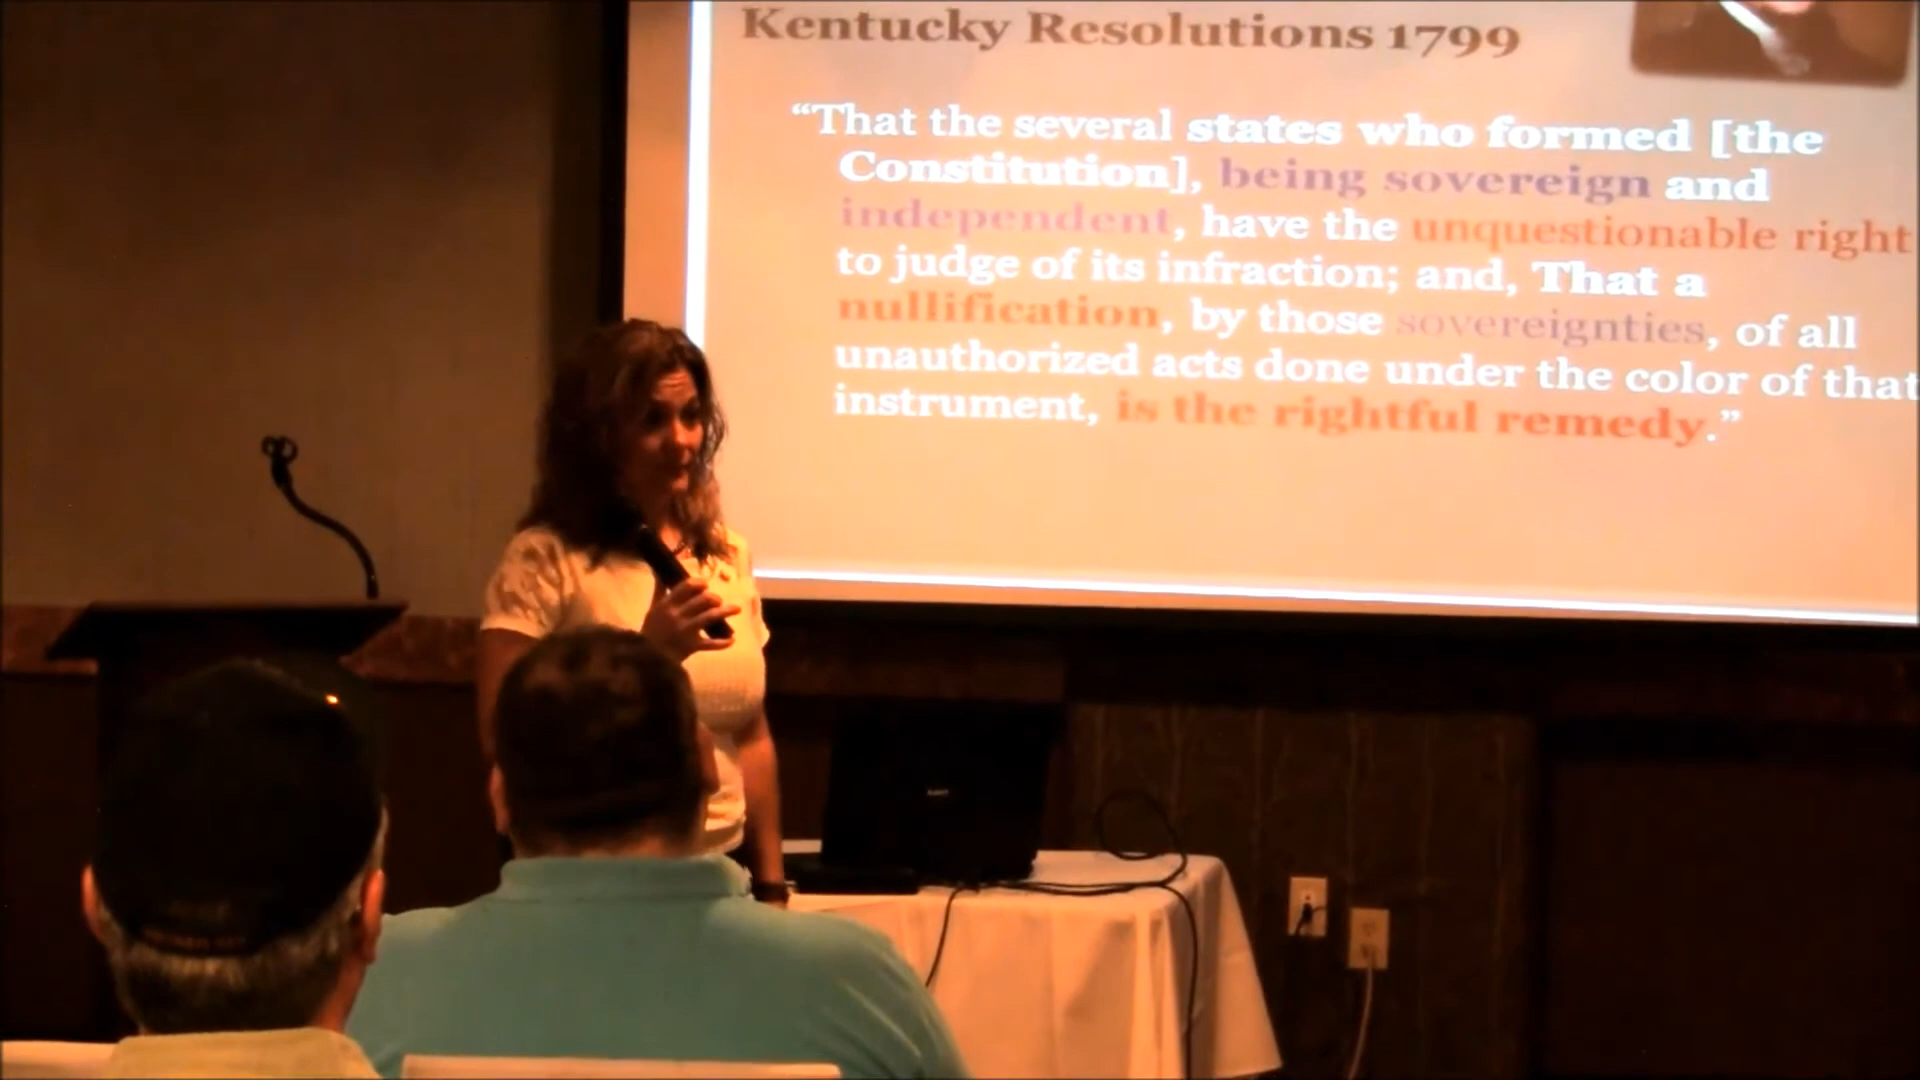 Kentucky Resolutions 1799
“That the several states who formed [the
Constitution], being sovereign and
independent, have the unquestionable right
to judge of its infraction; and, That a
nullification, by those sovereignties, of all
unauthorized acts done under the color of that
instrument, is the rightful remedy.”